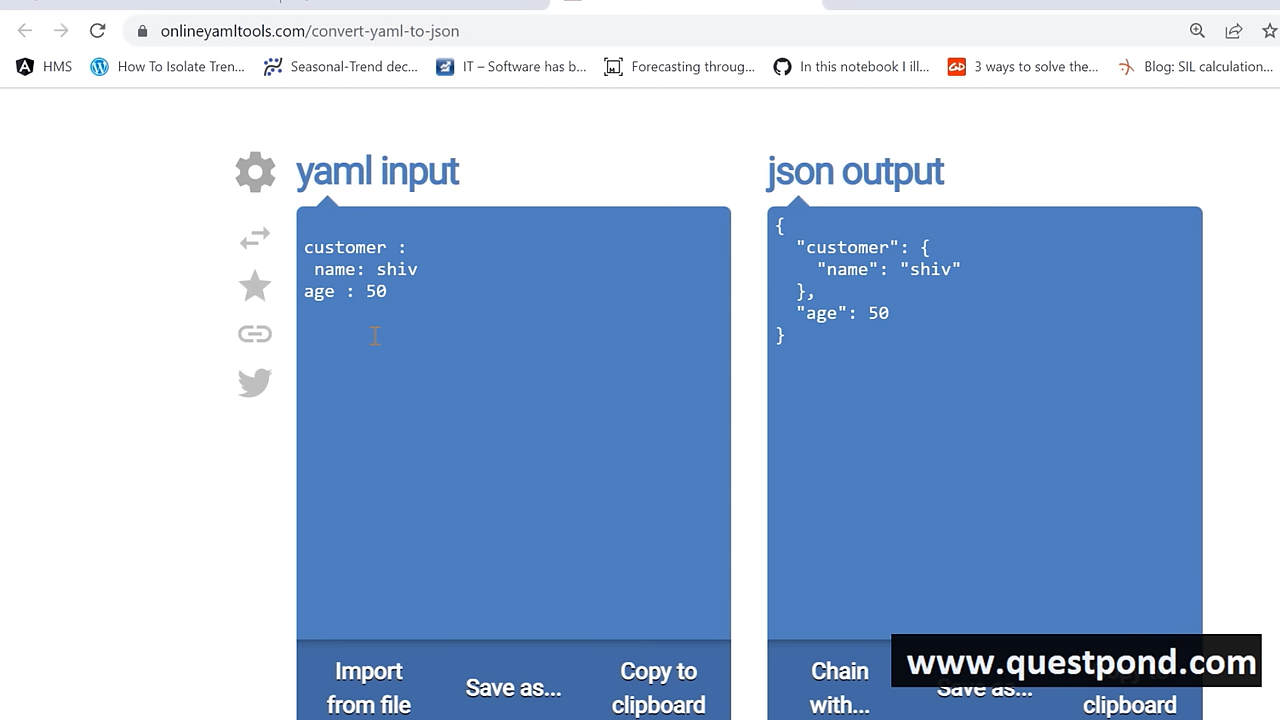 onlineyamltools.com/convert-yaml-to-json
HMS
How To Isolate Tren...
Seasonal-Trend dec...
IT – Software has b...
Forecasting throug...
In this notebook I ill...
3 ways to solve the...
Blog: SIL calculation...
yaml input
json output
customer :
 name: shiv
age : 50
{
  "customer": {
    "name": "shiv"
  },
  "age": 50
}
Import
from file
Save as...
Copy to
clipboard
Chain
with...
Save as...
clipboard
www.questpond.com